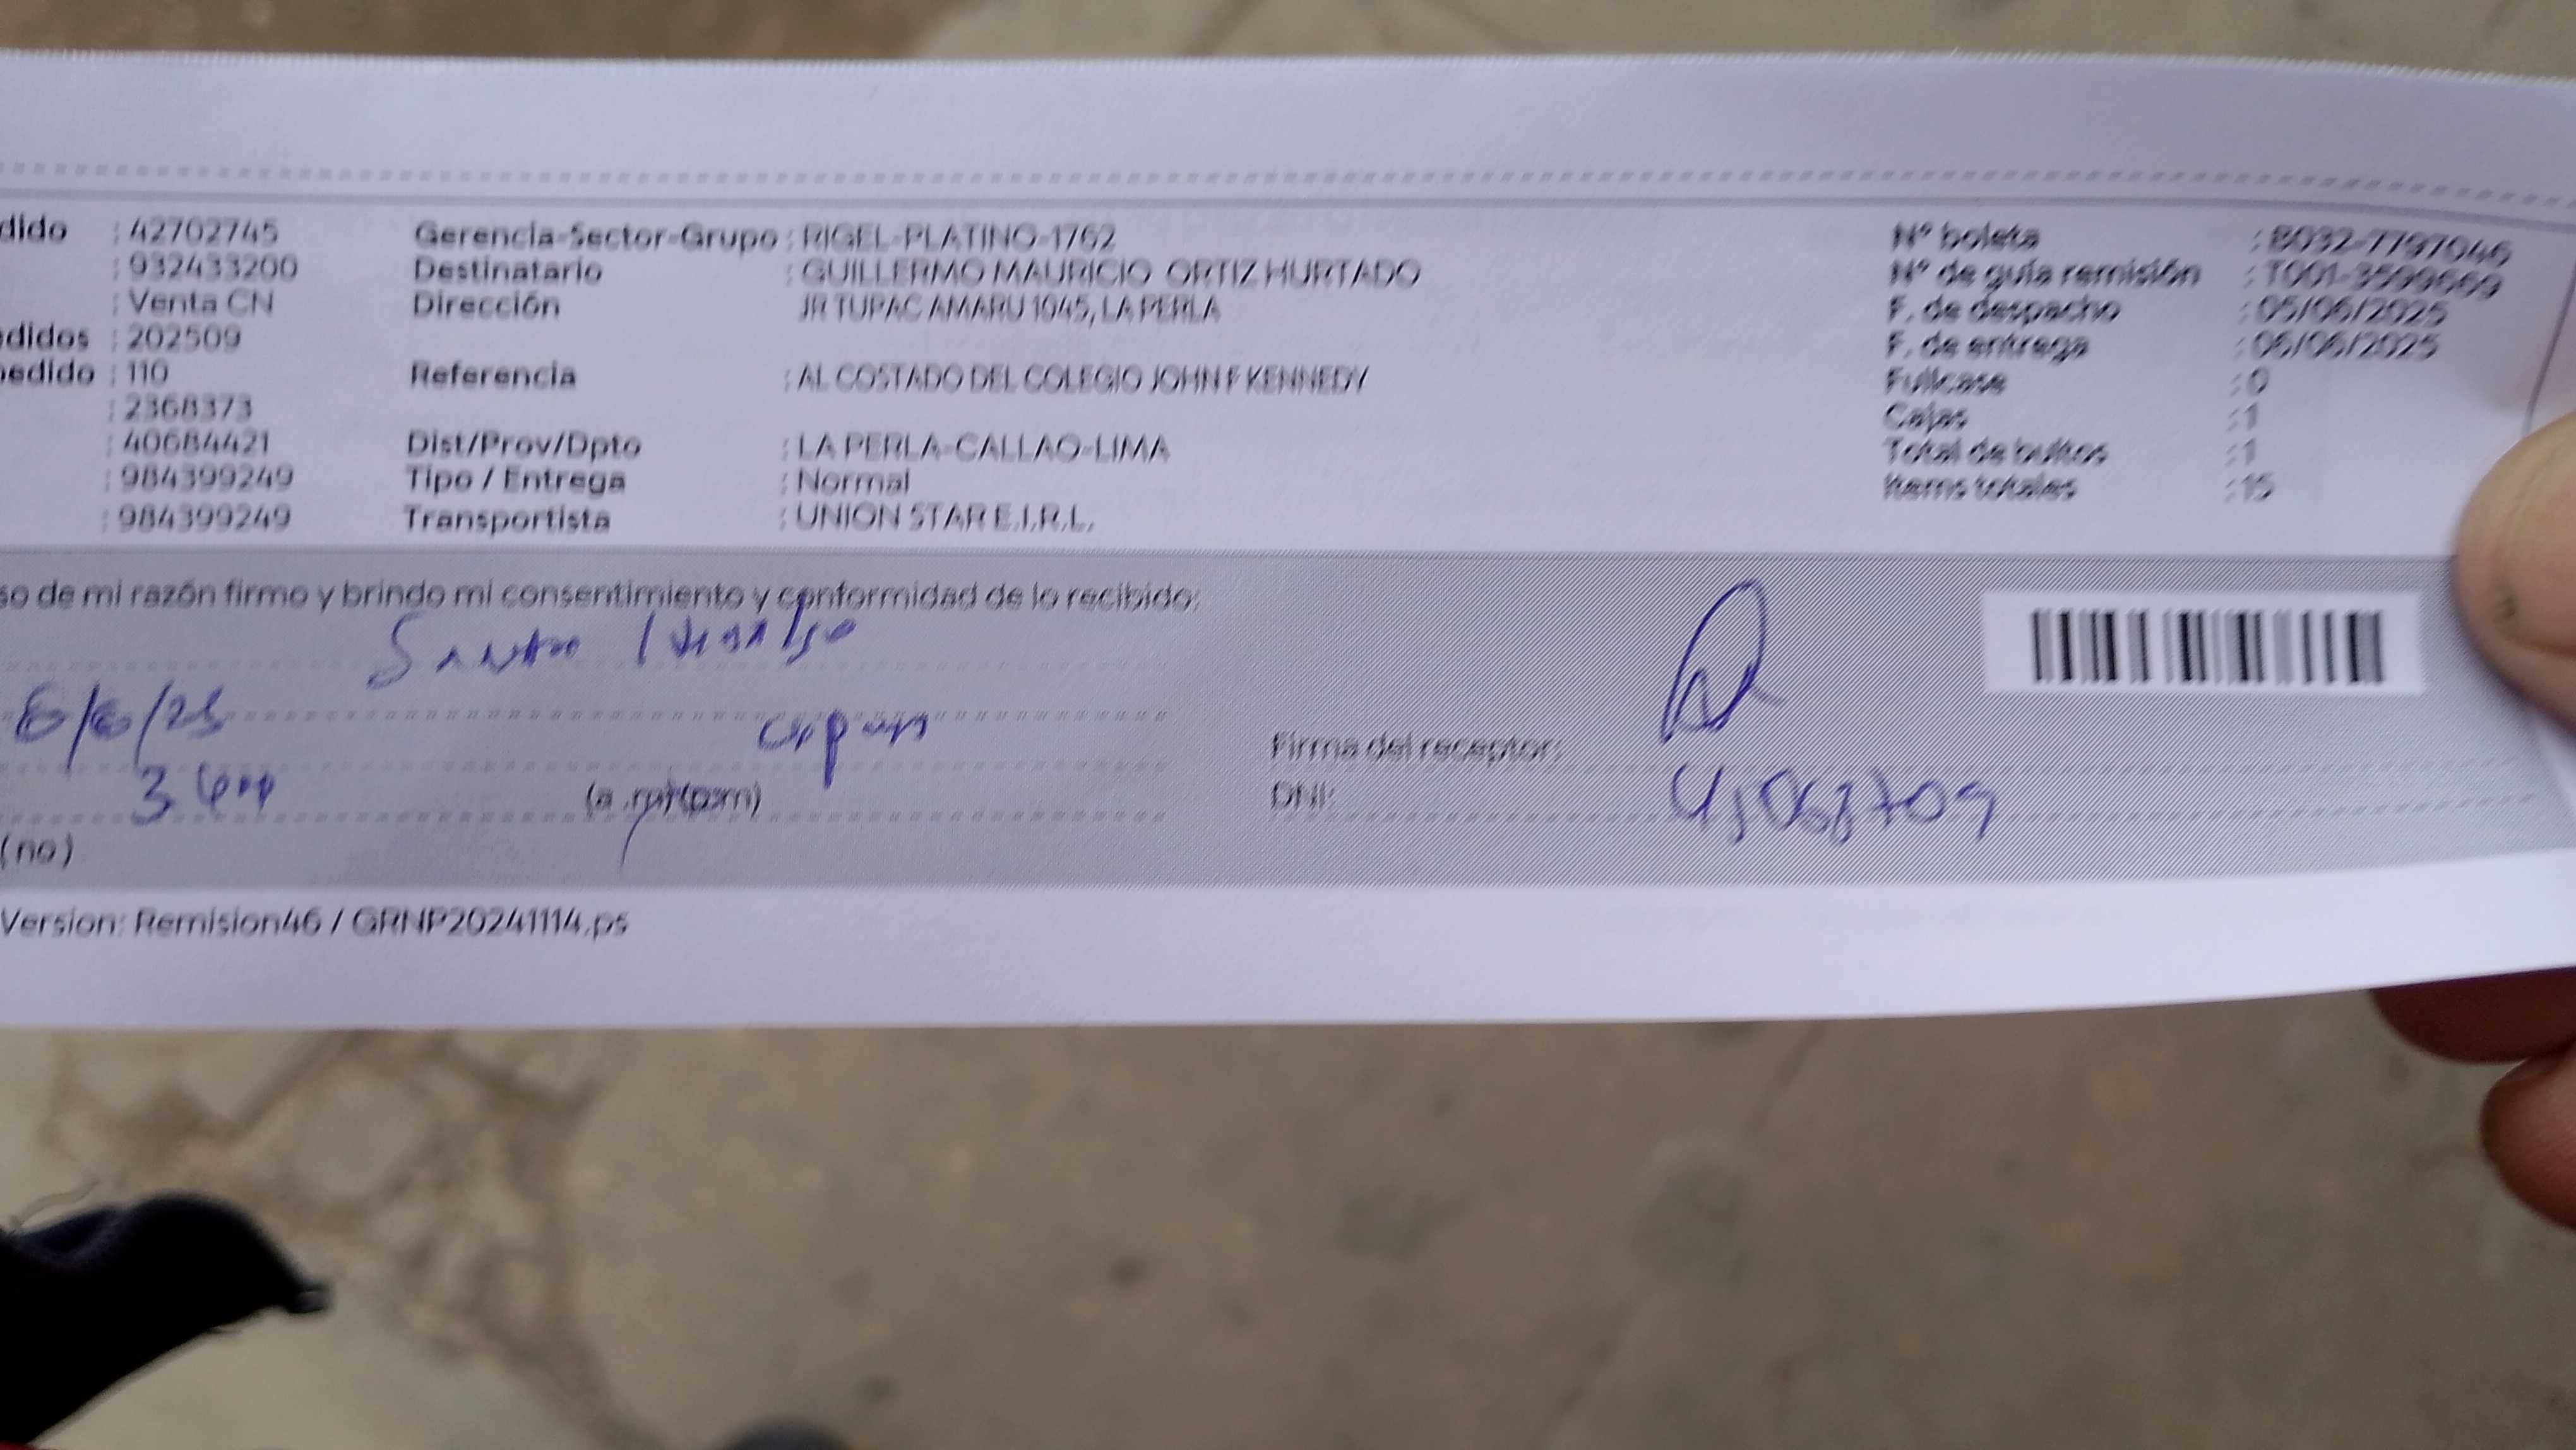 dido : 42702745 Gerencia-Sector-Grupo : RIGEL-PLATINO-1762 N° boleta : B032-7797046
: 932433200 Destinatario : GUILLERMO MAURICIO ORTIZ HURTADO N° de guía remisión : T001-3599669
: Venta CN Dirección JR TUPAC AMARU 1045, LA PERLA F. de despacho : 05/06/2025
edidos : 202509 F. de entrega : 06/06/2025
pedido : 110 Referencia : AL COSTADO DEL COLEGIO JOHN F KENNEDY Fullcase : 0
: 2368373 Cajas : 1
: 40684421 Dist/Prov/Dpto : LA PERLA-CALLAO-LIMA Total de bultos : 1
: 984399249 Tipo / Entrega : Normal Items totales : 15
: 984399249 Transportista : UNION STAR E.I.R.L.
so de mi razón firmo y brindo mi consentimiento y conformidad de lo recibido:
6/6/25
Firma del receptor:
(a .m) (p.m) DNI:
(no)
Version: Remision46 / GRNP20241114.ps